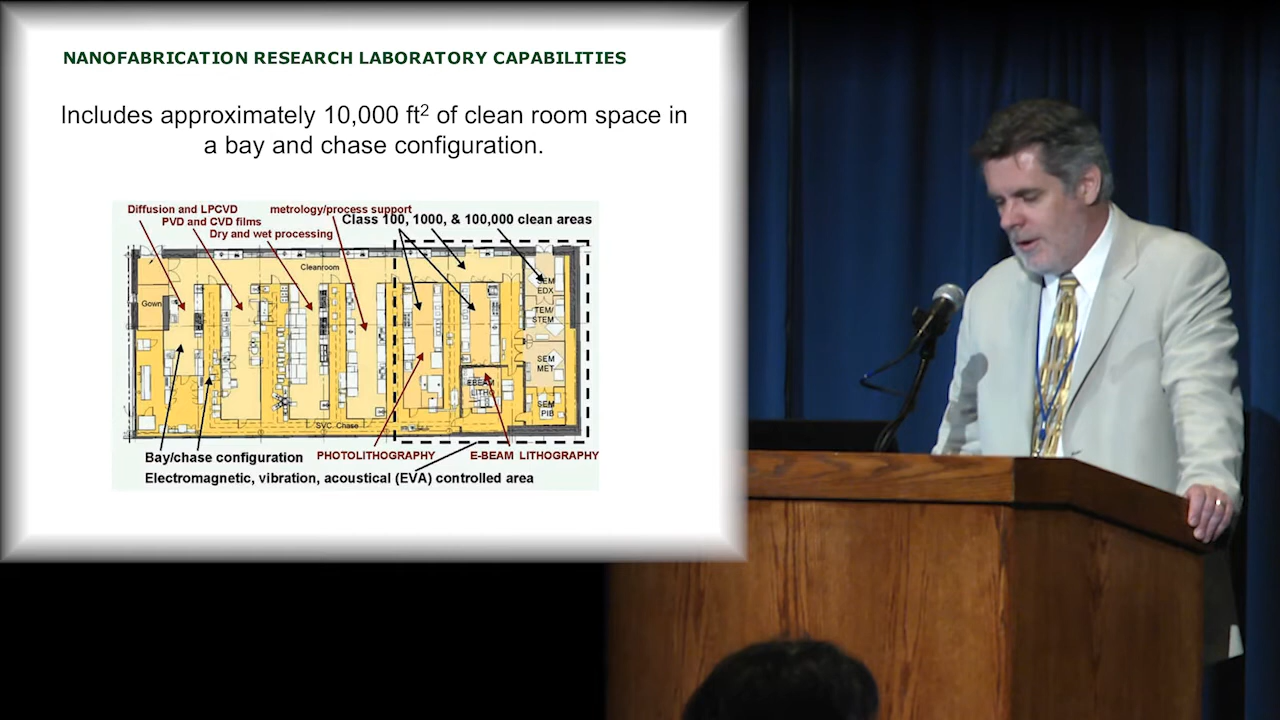 NANOFABRICATION RESEARCH LABORATORY CAPABILITIES
Includes approximately 10,000 ft² of clean room space in
a bay and chase configuration.
Diffusion and LPCVD
metrology/process support
PVD and CVD films
Class 100, 1000, & 100,000 clean areas
Dry and wet processing
Cleanroom
SEM
EDX
Gown
TEM/
STEM
SEM
MET
EBEAM
LITHO
SEM
PIB
SVC. Chase
Bay/chase configuration
PHOTOLITHOGRAPHY
E-BEAM LITHOGRAPHY
Electromagnetic, vibration, acoustical (EVA) controlled area